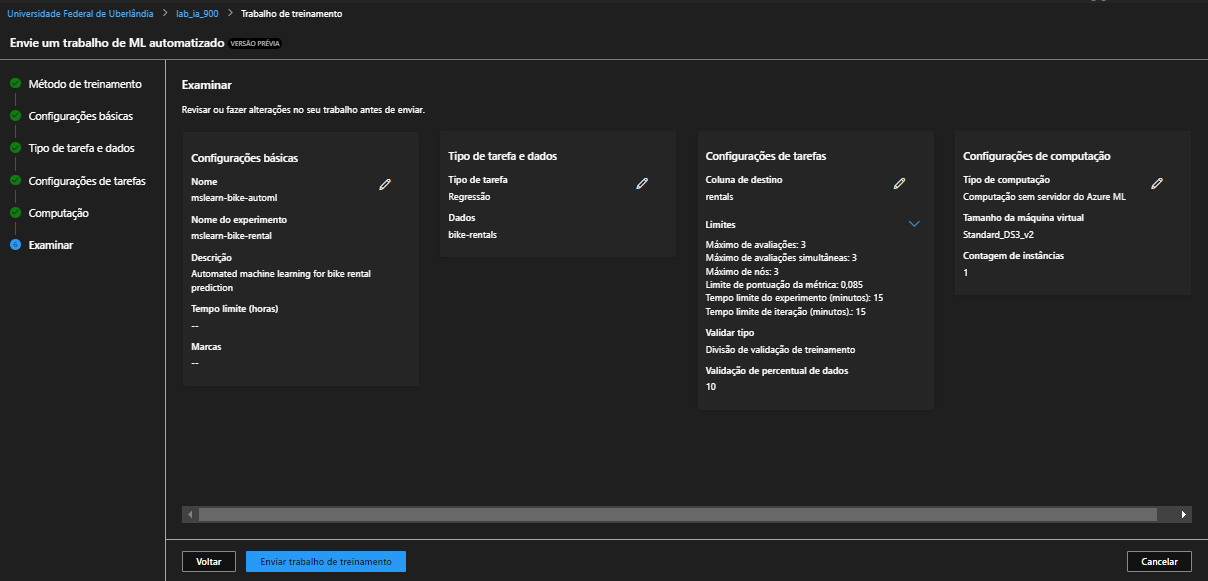 Universidade Federal de Uberlândia > lab_ia_900 > Trabalho de treinamento
Envie um trabalho de ML automatizado VERSÃO PRÉVIA
Método de treinamento
Configurações básicas
Tipo de tarefa e dados
Configurações de tarefas
Computação
6 Examinar
Examinar
Revisar ou fazer alterações no seu trabalho antes de enviar.
Configurações básicas
Nome
mslearn-bike-automl
Nome do experimento
mslearn-bike-rental
Descrição
Automated machine learning for bike rental
prediction
Tempo limite (horas)
--
Marcas
--
Tipo de tarefa e dados
Tipo de tarefa
Regressão
Dados
bike-rentals
Configurações de tarefas
Coluna de destino
rentals
Limites
Máximo de avaliações: 3
Máximo de avaliações simultâneas: 3
Máximo de nós: 3
Limite de pontuação da métrica: 0,085
Tempo limite do experimento (minutos): 15
Tempo limite de iteração (minutos).: 15
Validar tipo
Divisão de validação de treinamento
Validação de percentual de dados
10
Configurações de computação
Tipo de computação
Computação sem servidor do Azure ML
Tamanho da máquina virtual
Standard_DS3_v2
Contagem de instâncias
1
Voltar
Enviar trabalho de treinamento
Cancelar